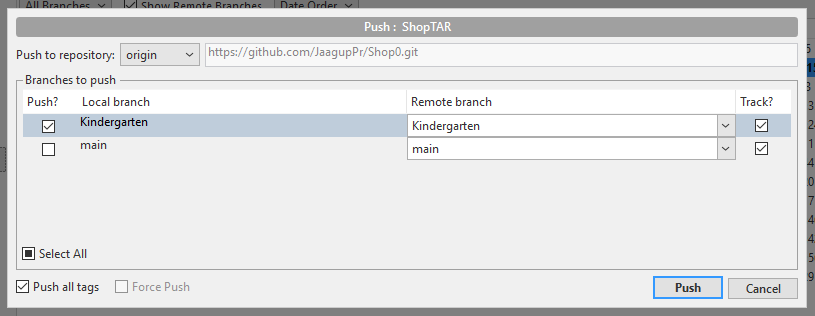 All Branches Show Remote Branches Date Order
Push : ShopTAR
Push to repository: origin https://github.com/JaagupPr/Shop0.git
Branches to push
Push? Local branch Remote branch Track?
Kindergarten Kindergarten
main main
Select All
Push all tags Force Push Push Cancel